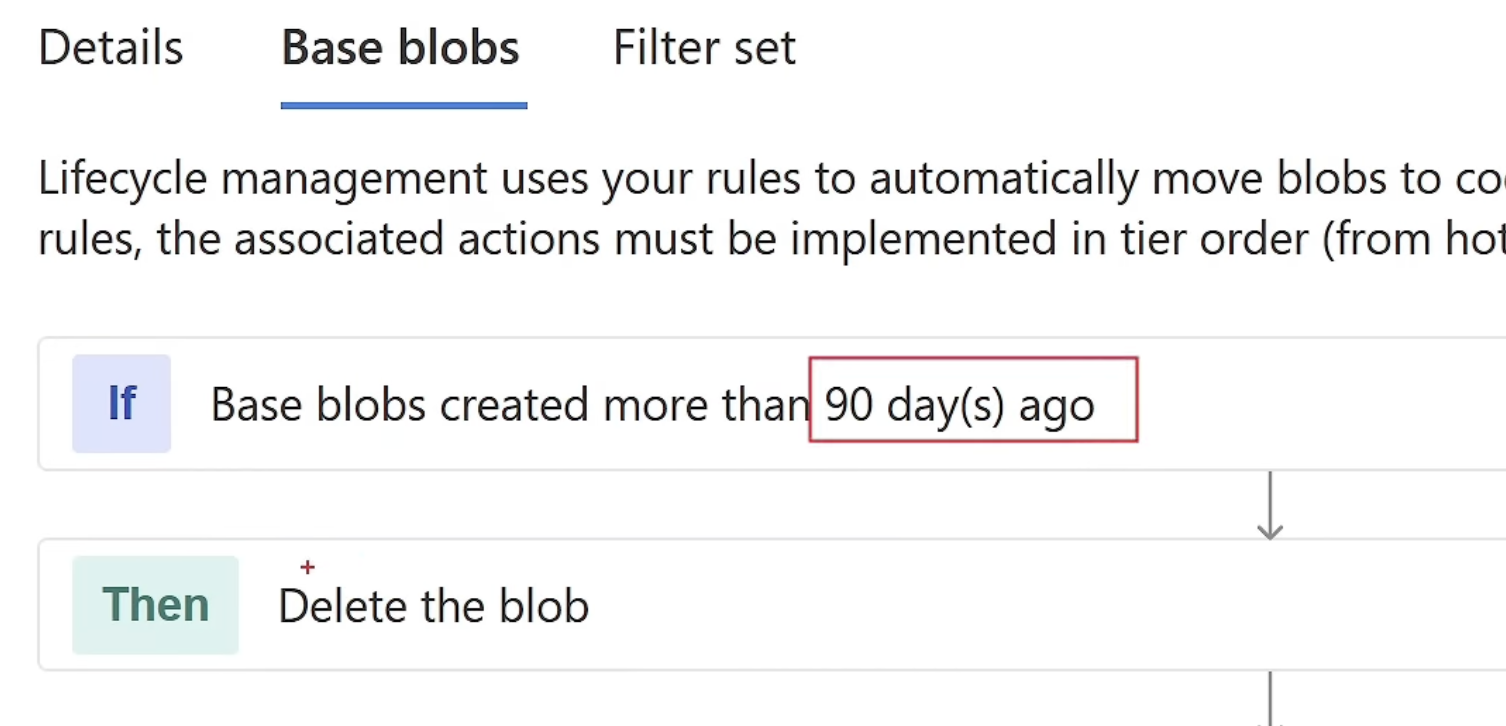 Details Base blobs Filter set
Lifecycle management uses your rules to automatically move blobs to
rules, the associated actions must be implemented in tier order (from
If Base blobs created more than 90 day(s) ago
Then Delete the blob